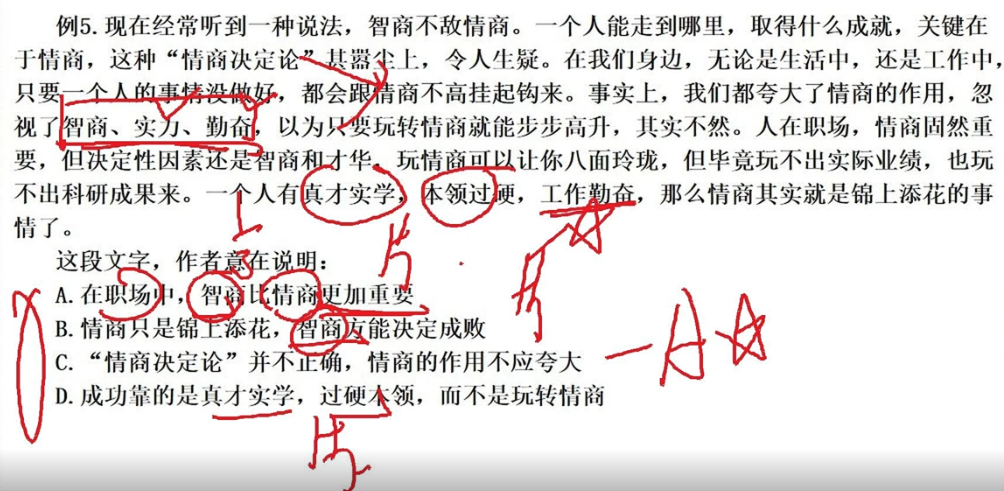 例5.现在经常听到一种说法，智商不敌情商。一个人能走到哪里，取得什么成就，关键在
于情商，这种“情商决定论”甚嚣尘上，令人生疑。在我们身边，无论是生活中，还是工作中，
只要一个人的事情没做好，都会跟情商不高挂起钩来。事实上，我们都夸大了情商的作用，忽
视了智商、实力、勤奋，以为只要玩转情商就能步步高升，其实不然。人在职场，情商固然重
要，但决定性因素还是智商和才华。玩情商可以让你八面玲珑，但毕竟玩不出实际业绩，也玩
不出科研成果来。一个人有真才实学，本领过硬，工作勤奋，那么情商其实就是锦上添花的事
情了。
这段文字，作者意在说明：
A.在职场中，智商比情商更加重要
B.情商只是锦上添花，智商方能决定成败
C.“情商决定论”并不正确，情商的作用不应夸大
D.成功靠的是真才实学，过硬本领，而不是玩转情商